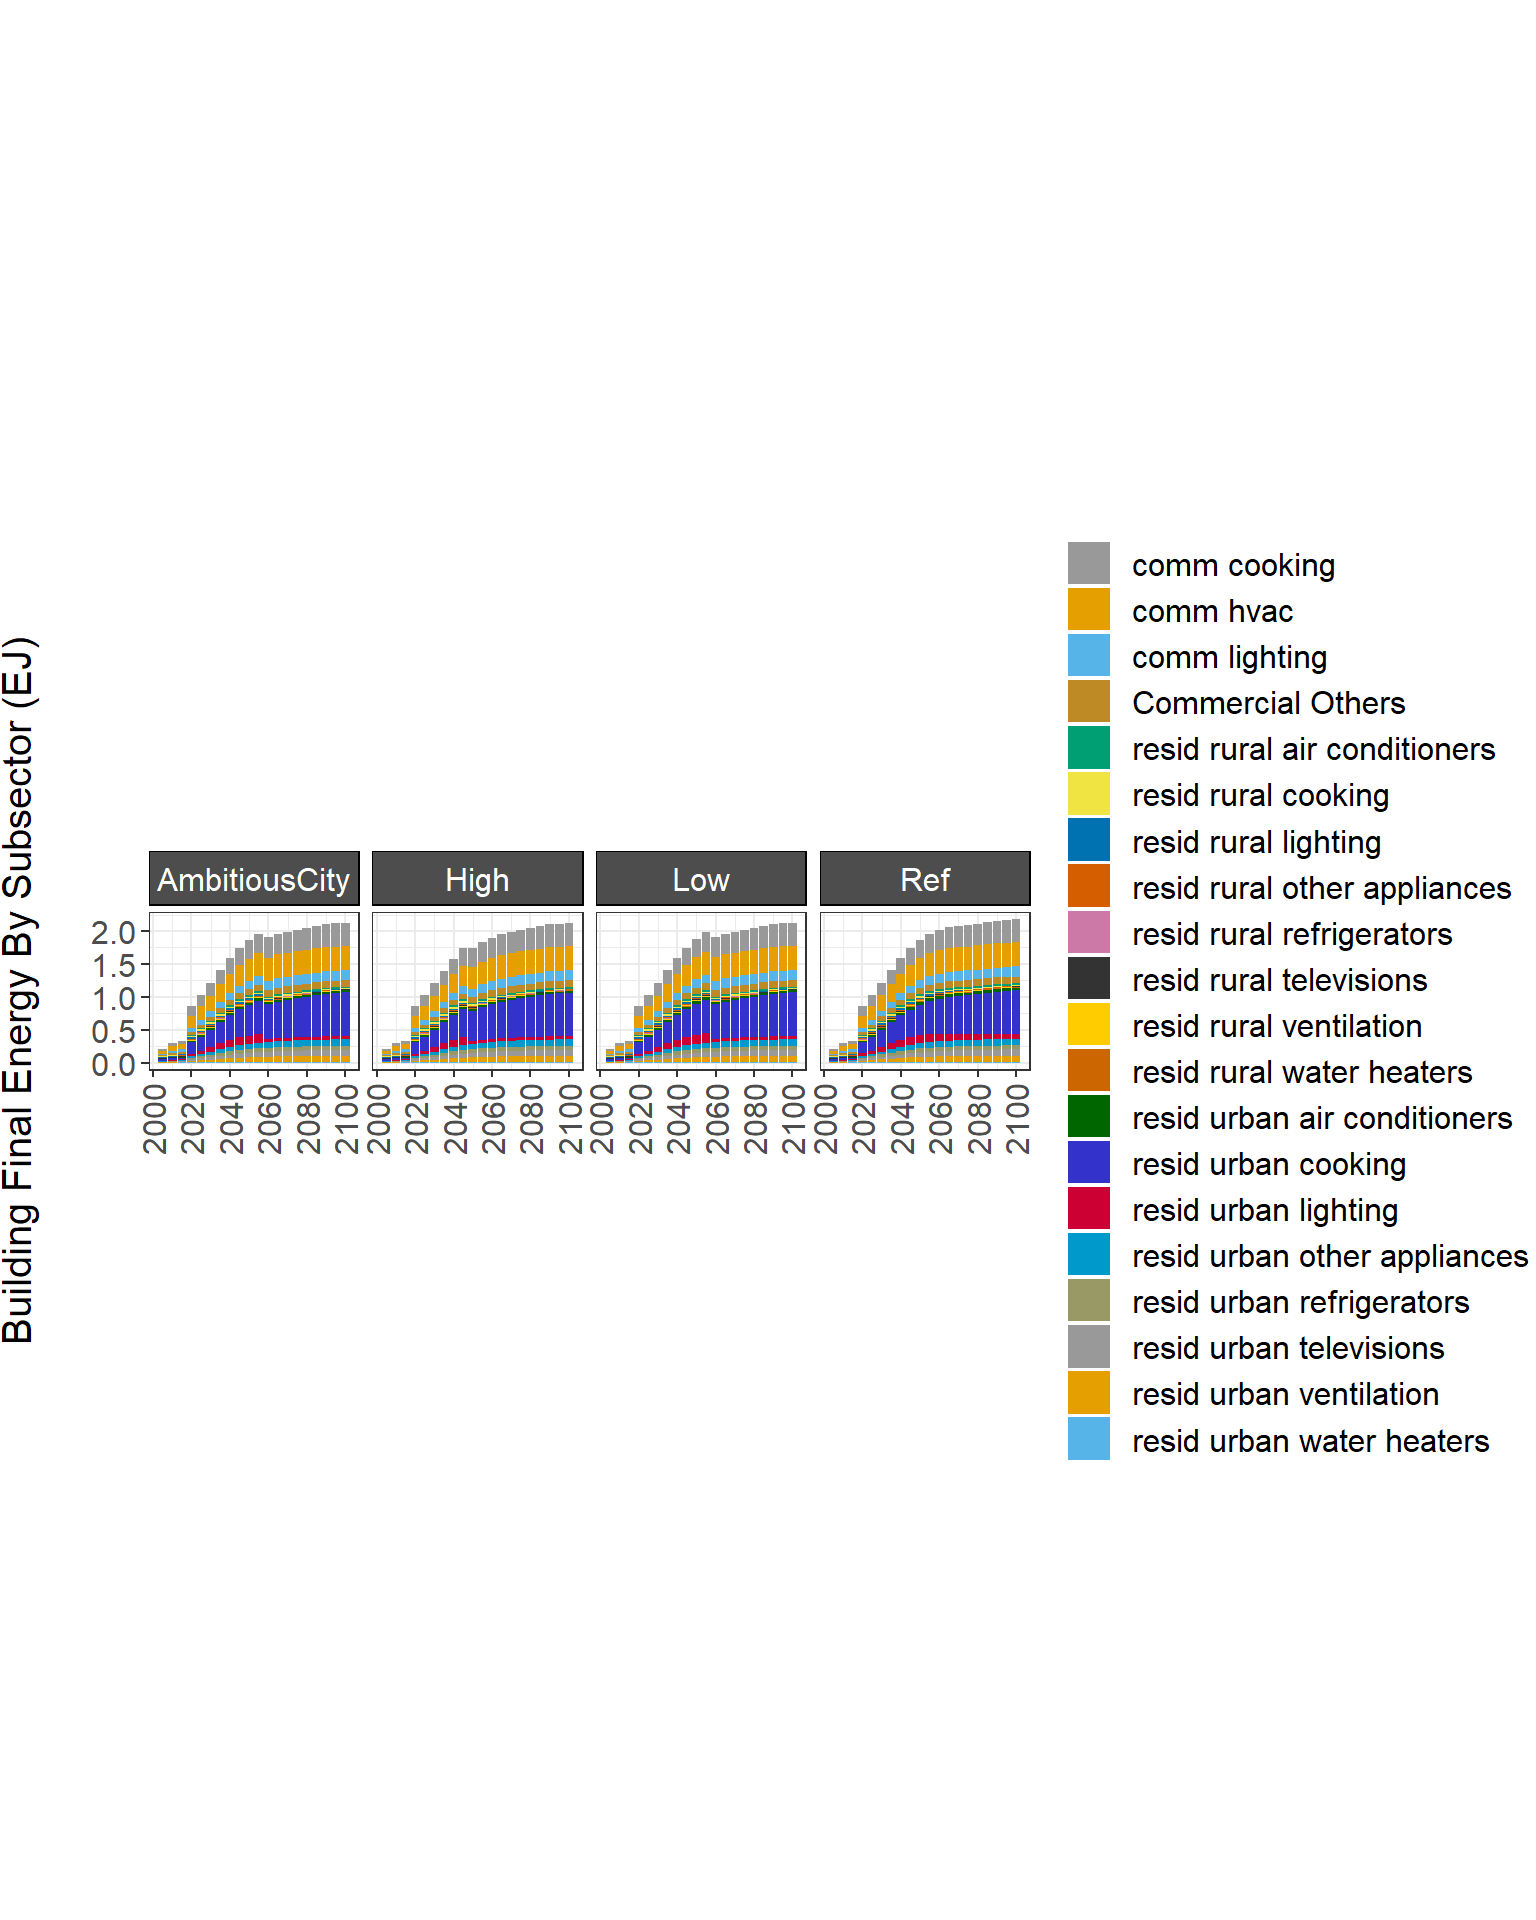 Building Final Energy By Subsector (EJ)
AmbitiousCity
High
Low
Ref
2.0
1.5
1.0
0.5
0.0
2000 2020 2040 2060 2080 2100
2000 2020 2040 2060 2080 2100
2000 2020 2040 2060 2080 2100
2000 2020 2040 2060 2080 2100
comm cooking
comm hvac
comm lighting
Commercial Others
resid rural air conditioners
resid rural cooking
resid rural lighting
resid rural other appliances
resid rural refrigerators
resid rural televisions
resid rural ventilation
resid rural water heaters
resid urban air conditioners
resid urban cooking
resid urban lighting
resid urban other appliances
resid urban refrigerators
resid urban televisions
resid urban ventilation
resid urban water heaters